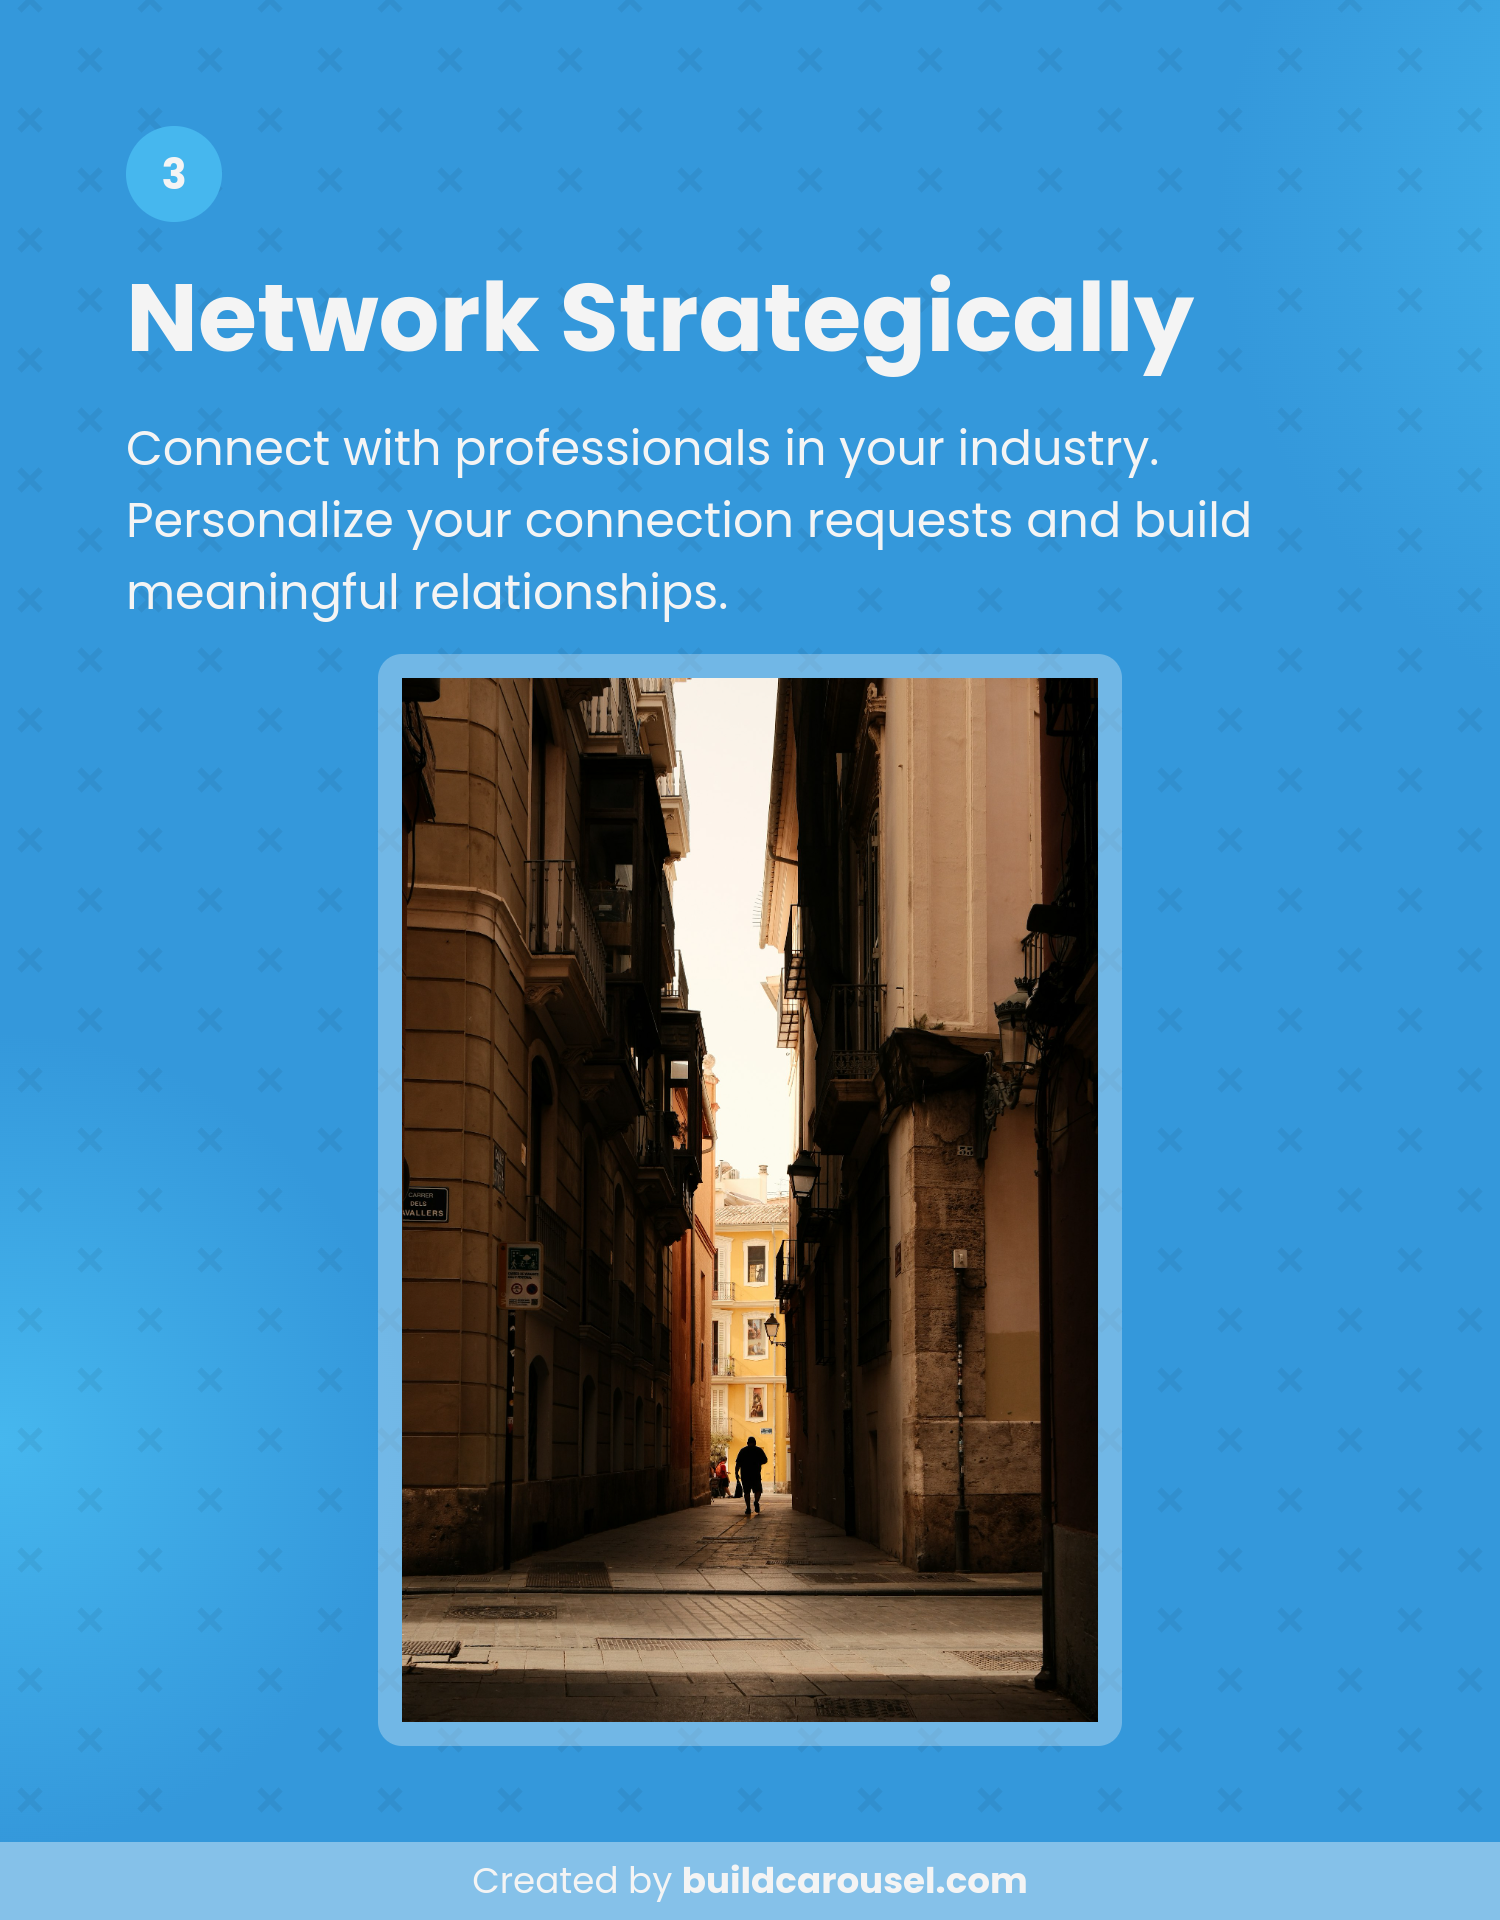 3
Network Strategically
Connect with professionals in your industry.
Personalize your connection requests and build
meaningful relationships.
CARRER
DELS
AVALLERS
Created by buildcarousel.com